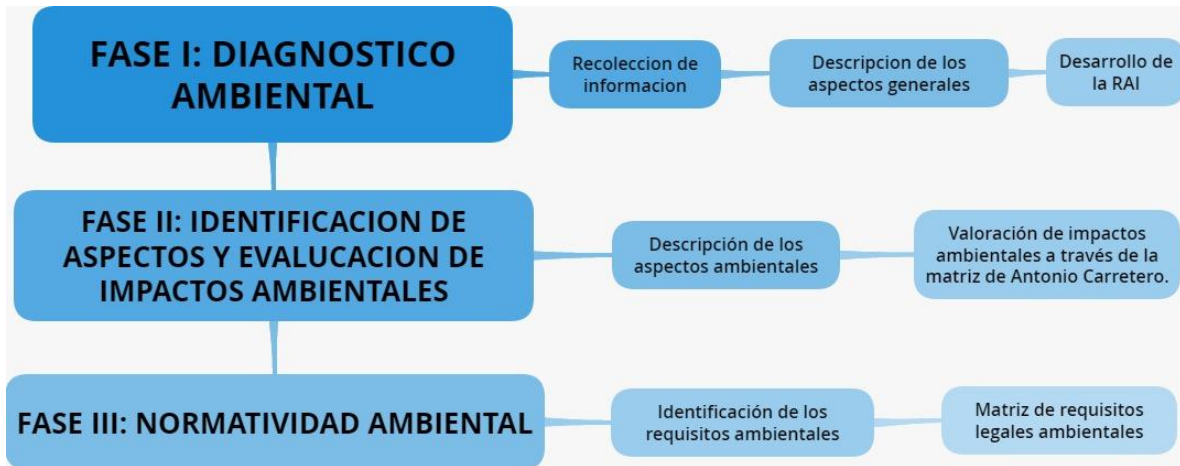 FASE I: DIAGNOSTICO
AMBIENTAL
Recoleccion de
informacion
Descripcion de los
aspectos generales
Desarrollo de
la RAI
FASE II: IDENTIFICACION DE
ASPECTOS Y EVALUCACION DE
IMPACTOS AMBIENTALES
Descripción de los
aspectos ambientales
Valoración de impactos
ambientales a través de la
matriz de Antonio Carretero.
FASE III: NORMATIVIDAD AMBIENTAL
Identificación de los
requisitos ambientales
Matriz de requisitos
legales ambientales